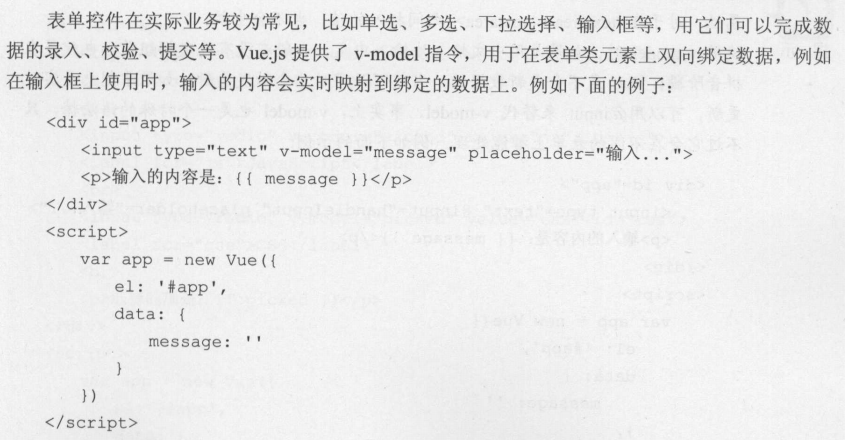 表单控件在实际业务较为常见，比如单选、多选、下拉选择、输入框等，用它们可以完成数
据的录入、校验、提交等。Vue.js 提供了 v-model 指令，用于在表单类元素上双向绑定数据，例如
在输入框上使用时，输入的内容会实时映射到绑定的数据上。例如下面的例子：
<div id="app">
<input type="text" v-model="message" placeholder="输入...">
<p>输入的内容是：{{ message }}</p>
</div>
<script>
var app = new Vue({
el: '#app',
data: {
message: ''
}
})
</script>